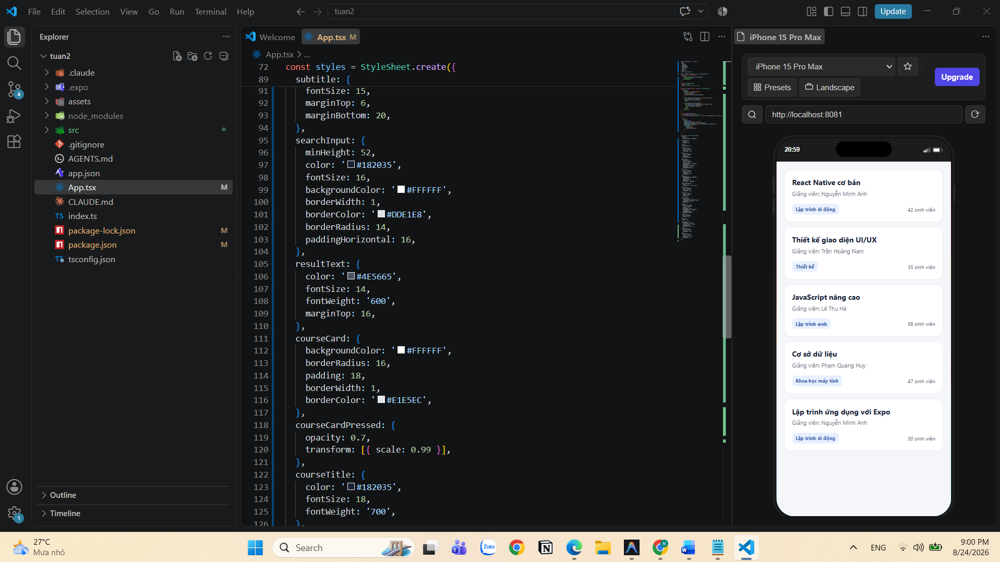 File Edit Selection View Go Run Terminal Help
tuan2
Update
Explorer
tuan2
.claude
.expo
assets
node_modules
src
.gitignore
AGENTS.md
app.json
App.tsx M
CLAUDE.md
index.ts
package-lock.json M
package.json M
tsconfig.json
Outline
Timeline
4
1
Welcome
App.tsx M
App.tsx > ...
72 const styles = StyleSheet.create({
89 subtitle: {
91 fontSize: 15,
92 marginTop: 6,
93 marginBottom: 20,
94 },
95 searchInput: {
96 minHeight: 52,
97 color: '#182035',
98 fontSize: 16,
99 backgroundColor: '#FFFFFF',
100 borderWidth: 1,
101 borderColor: '#DDE1E8',
102 borderRadius: 14,
103 paddingHorizontal: 16,
104 },
105 resultText: {
106 color: '#4E5665',
107 fontSize: 14,
108 fontWeight: '600',
109 marginTop: 16,
110 },
111 courseCard: {
112 backgroundColor: '#FFFFFF',
113 borderRadius: 16,
114 padding: 18,
115 borderWidth: 1,
116 borderColor: '#E1E5EC',
117 },
118 courseCardPressed: {
119 opacity: 0.7,
120 transform: [{ scale: 0.99 }],
121 },
122 courseTitle: {
123 color: '#182035',
124 fontSize: 18,
125 fontWeight: '700',
126 },
iPhone 15 Pro Max
iPhone 15 Pro Max
Upgrade
Presets
Landscape
http://localhost:8081
20:59
React Native cơ bản
Giảng viên: Nguyễn Minh Anh
Lập trình di động
42 sinh viên
Thiết kế giao diện UI/UX
Giảng viên: Trần Hoàng Nam
Thiết kế
35 sinh viên
JavaScript nâng cao
Giảng viên: Lê Thu Hà
Lập trình web
58 sinh viên
Cơ sở dữ liệu
Giảng viên: Phạm Quang Huy
Khoa học máy tính
47 sinh viên
Lập trình ứng dụng với Expo
Giảng viên: Nguyễn Minh Anh
Lập trình di động
30 sinh viên
27°C
Mưa nhỏ
Search
Zalo
ENG
9:00 PM
8/24/2026